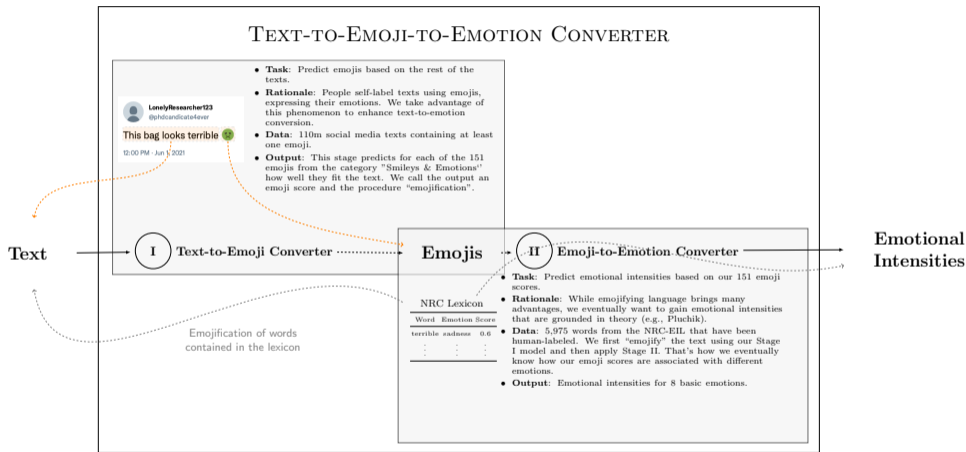 TEXT-TO-EMOJI-TO-EMOTION CONVERTER
LonelyResearcher123
@phdcandicate4ever
This bag looks terrible
12:00 PM · Jun 1, 2021
• Task: Predict emojis based on the rest of the
texts.
• Rationale: People self-label texts using emojis,
expressing their emotions. We take advantage of
this phenomenon to enhance text-to-emotion
conversion.
• Data: 110m social media texts containing at least
one emoji.
• Output: This stage predicts for each of the 151
emojis from the category "Smileys & Emotions"
how well they fit the text. We call the output an
emoji score and the procedure “emojification”.
Text
I Text-to-Emoji Converter
Emojis
II Emoji-to-Emotion Converter
Emotional
Intensities
NRC Lexicon
Word Emotion Score
terrible sadness 0.6
⋮ ⋮ ⋮
Emojification of words
contained in the lexicon
• Task: Predict emotional intensities based on our 151 emoji
scores.
• Rationale: While emojifying language brings many
advantages, we eventually want to gain emotional intensities
that are grounded in theory (e.g., Pluchik).
• Data: 5,975 words from the NRC-EIL that have been
human-labeled. We first “emojify” the text using our Stage
I model and then apply Stage II. That's how we eventually
know how our emoji scores are associated with different
emotions.
• Output: Emotional intensities for 8 basic emotions.